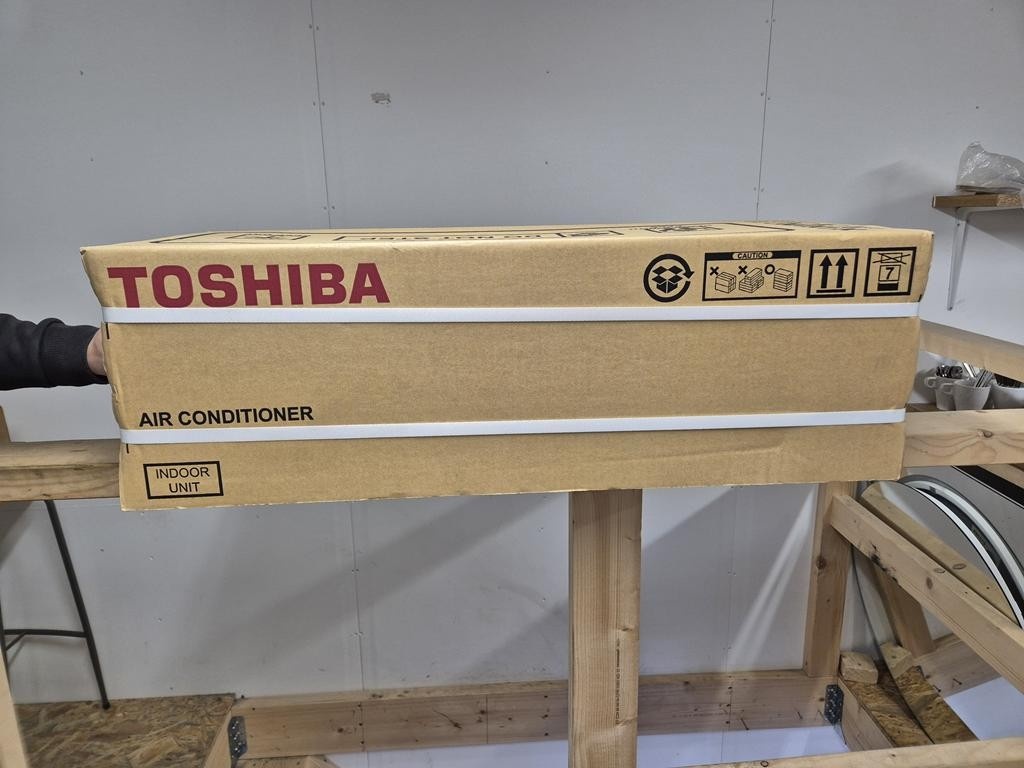 TOSHIBA
CAUTION
7
AIR CONDITIONER
INDOOR
UNIT